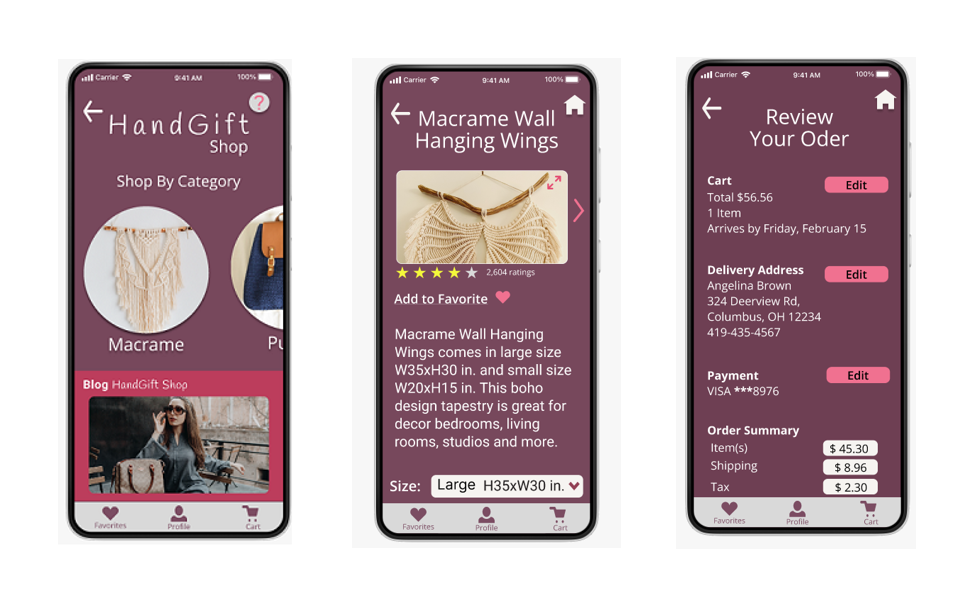 Carrier 9:41 AM 100%
?
HandGift
Shop
Shop By Category
Macrame
Pu
Blog HandGift Shop
Favorites Profile Cart
Carrier 9:41 AM 100%
Macrame Wall
Hanging Wings
2,604 ratings
Add to Favorite
Macrame Wall Hanging
Wings comes in large size
W35xH30 in. and small size
W20xH15 in. This boho
design tapestry is great for
decor bedrooms, living
rooms, studios and more.
Size: Large H35xW30 in.
Favorites Profile Cart
Carrier 9:41 AM 100%
Review
Your Oder
Cart Edit
Total $56.56
1 Item
Arrives by Friday, February 15
Delivery Address Edit
Angelina Brown
324 Deerview Rd,
Columbus, OH 12234
419-435-4567
Payment Edit
VISA ***8976
Order Summary
Item(s) $ 45.30
Shipping $ 8.96
Tax $ 2.30
Favorites Profile Cart